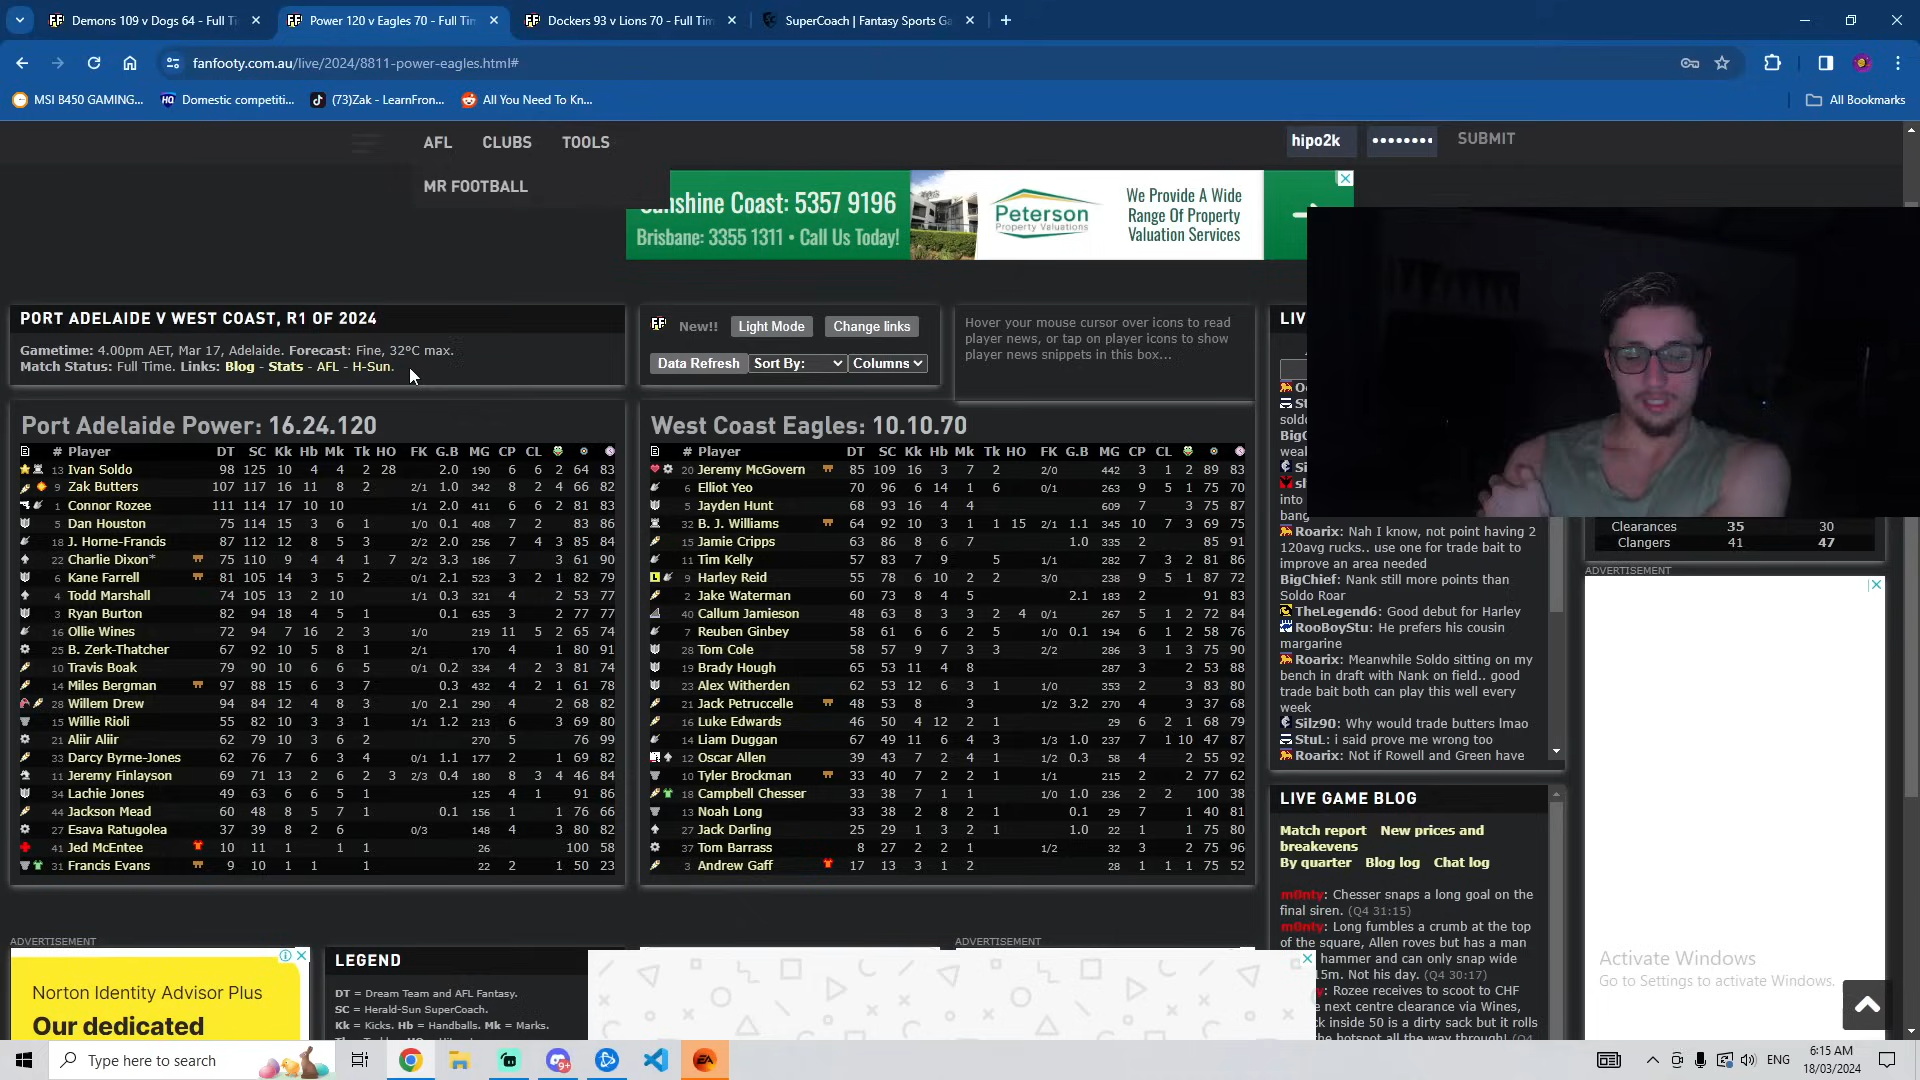 Demons 109 v Dogs 64 - Full Ti
Power 120 v Eagles 70 - Full Tim
Dockers 93 v Lions 70 - Full Tim
SuperCoach | Fantasy Sports Ga
fanfooty.com.au/live/2024/8811-power-eagles.html#
MSI B450 GAMING...
Domestic competiti...
(73)Zak - LearnFron...
All You Need To Kn...
All Bookmarks
AFL CLUBS TOOLS
MR FOOTBALL
hipo2k •••••••• SUBMIT
Sunshine Coast: 5357 9196
Brisbane: 3355 1311 • Call Us Today!
Peterson
Property Valuations
We Provide A Wide
Range Of Property
Valuation Services
PORT ADELAIDE V WEST COAST, R1 OF 2024
Gametime: 4.00pm AET, Mar 17, Adelaide. Forecast: Fine, 32ºC max.
Match Status: Full Time. Links: Blog - Stats - AFL - H-Sun.
New!! Light Mode Change links
Data Refresh Sort By: Columns
Hover your mouse cursor over icons to read
player news, or tap on player icons to show
player news snippets in this box...
Port Adelaide Power: 16.24.120
# Player DT SC Kk Hb Mk Tk HO FK G.B MG CP CL
13 Ivan Soldo 98 125 10 4 4 2 28 2.0 190 6 6 2 64 83
9 Zak Butters 107 117 16 11 8 2 2/1 1.0 342 8 2 4 66 82
1 Connor Rozee 111 114 17 10 10 1/1 2.0 411 6 6 2 81 83
5 Dan Houston 75 114 15 3 6 1 1/0 0.1 408 7 2 83 86
18 J. Horne-Francis 87 112 12 8 5 3 2/2 2.0 256 7 4 3 85 84
22 Charlie Dixon* 75 110 9 4 4 1 7 2/2 3.3 186 7 3 61 90
6 Kane Farrell 81 105 14 3 5 2 0/1 2.1 523 3 2 1 82 79
4 Todd Marshall 74 105 13 2 10 1/1 0.3 321 4 2 53 77
3 Ryan Burton 82 94 18 4 5 1 0.1 635 3 2 77 77
16 Ollie Wines 72 94 7 16 2 3 1/0 219 11 5 2 65 74
25 B. Zerk-Thatcher 67 92 10 5 8 1 2/1 170 4 1 80 91
10 Travis Boak 79 90 10 6 6 5 0/1 0.2 334 4 2 3 81 74
14 Miles Bergman 97 88 15 6 3 7 0.3 432 4 2 1 61 78
28 Willem Drew 94 84 12 4 8 3 1/0 2.1 290 4 2 68 82
15 Willie Rioli 55 82 10 3 3 1 1/1 1.2 213 6 3 69 80
21 Aliir Aliir 62 79 10 3 6 2 270 5 76 99
33 Darcy Byrne-Jones 62 76 7 6 3 4 0/1 1.1 177 2 1 69 82
11 Jeremy Finlayson 69 71 13 2 6 2 3 2/3 0.4 180 8 3 4 46 84
34 Lachie Jones 49 63 6 6 5 1 125 4 1 91 86
44 Jackson Mead 60 48 8 5 7 1 0.1 156 1 1 76 66
27 Esava Ratugolea 37 39 8 2 6 0/3 148 4 3 80 82
41 Jed McEntee 10 11 1 1 1 26 100 58
31 Francis Evans 9 10 1 1 1 22 2 1 50 23
West Coast Eagles: 10.10.70
# Player DT SC Kk Hb Mk Tk HO FK G.B MG CP CL
20 Jeremy McGovern 85 109 16 3 7 2 2/0 442 3 1 2 89 83
6 Elliot Yeo 70 96 6 14 1 6 0/1 263 9 5 1 75 70
5 Jayden Hunt 68 93 16 4 4 609 7 3 75 87
32 B. J. Williams 64 92 10 3 1 1 15 2/1 1.1 345 10 7 3 69 75
15 Jamie Cripps 63 86 8 6 7 1.0 335 2 85 91
11 Tim Kelly 57 83 7 9 5 1/1 282 7 3 2 81 86
9 Harley Reid 55 78 6 10 2 2 3/0 238 9 5 1 87 72
2 Jake Waterman 60 73 8 4 5 2.1 183 2 91 83
40 Callum Jamieson 48 63 8 3 3 2 4 0/1 267 5 1 2 72 84
7 Reuben Ginbey 58 61 6 6 2 5 1/0 0.1 194 6 1 2 58 76
28 Tom Cole 58 57 9 7 3 3 2/2 286 3 1 3 75 90
19 Brady Hough 65 53 11 4 8 287 3 2 53 88
23 Alex Witherden 62 53 12 6 3 1 1/0 353 2 3 83 80
21 Jack Petruccelle 48 53 8 3 1/2 3.2 270 4 3 37 68
16 Luke Edwards 46 50 4 12 2 1 29 6 2 1 68 79
14 Liam Duggan 67 49 11 6 4 3 1/3 1.0 237 7 1 10 47 87
12 Oscar Allen 39 43 7 2 4 1 1/2 0.3 58 4 2 55 92
10 Tyler Brockman 33 40 7 2 2 1 1/1 215 2 2 77 62
18 Campbell Chesser 33 38 7 1 1 1/0 1.0 236 2 2 100 38
13 Noah Long 33 38 2 8 2 1 0.1 29 7 1 40 81
27 Jack Darling 25 29 1 3 2 1 1.0 22 1 1 75 80
37 Tom Barrass 8 27 2 2 1 1/2 32 3 2 75 96
3 Andrew Gaff 17 13 3 1 2 28 1 1 1 75 52
LIV
Roarix: Nah I know, not point having 2
120avg rucks.. use one for trade bait to
improve an area needed
BigChief: Nank still more points than
Soldo Roar
TheLegend6: Good debut for Harley
RooBoyStu: He prefers his cousin
margarine
Roarix: Meanwhile Soldo sitting on my
bench in draft with Nank on field.. good
trade bait both can play this well every
week
Silz90: Why would trade butters lmao
StuL: i said prove me wrong too
Roarix: Not if Rowell and Green have
Clearances 35 30
Clangers 41 47
ADVERTISEMENT
LIVE GAME BLOG
Match report New prices and
breakevens
By quarter Blog log Chat log
m0nty: Chesser snaps a long goal on the
final siren. (Q4 31:15)
m0nty: Long fumbles a crumb at the top
of the square, Allen roves but has a man
hammer and can only snap wide
15m. Not his day. (Q4 30:17)
Rozee receives to scoot to CHF
next centre clearance via Wines,
k inside 50 is a dirty sack but it rolls
the hotspot all the way through! (Q4
ADVERTISEMENT
Norton Identity Advisor Plus
Our dedicated
LEGEND
DT = Dream Team and AFL Fantasy.
SC = Herald-Sun SuperCoach.
Kk = Kicks. Hb = Handballs. Mk = Marks.
ADVERTISEMENT
Activate Windows
Go to Settings to activate Windows.
Type here to search
ENG
6:15 AM
18/03/2024